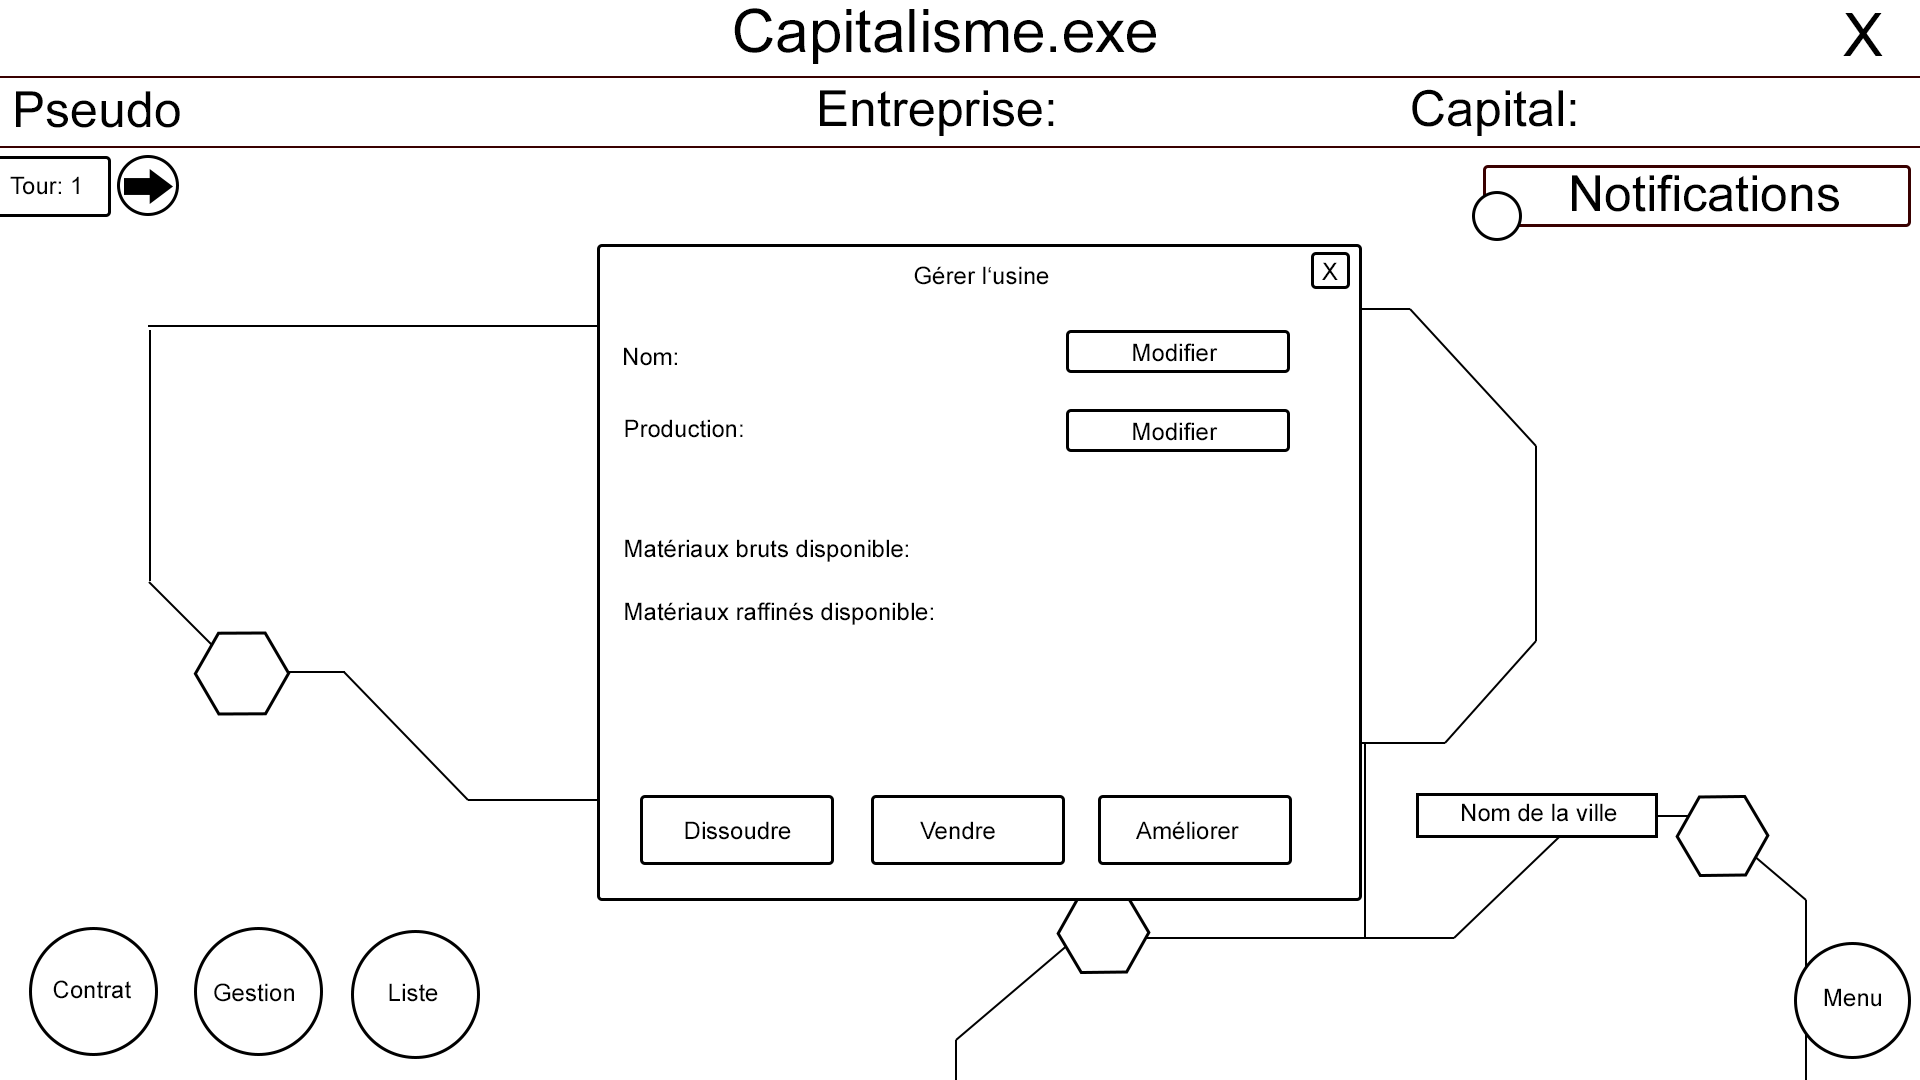 Capitalisme.exe
X
Pseudo
Entreprise:
Capital:
Tour: 1
Notifications
Gérer l‘usine
X
Nom:
Modifier
Production:
Modifier
Matériaux bruts disponible:
Matériaux raffinés disponible:
Dissoudre
Vendre
Améliorer
Nom de la ville
Contrat
Gestion
Liste
Menu